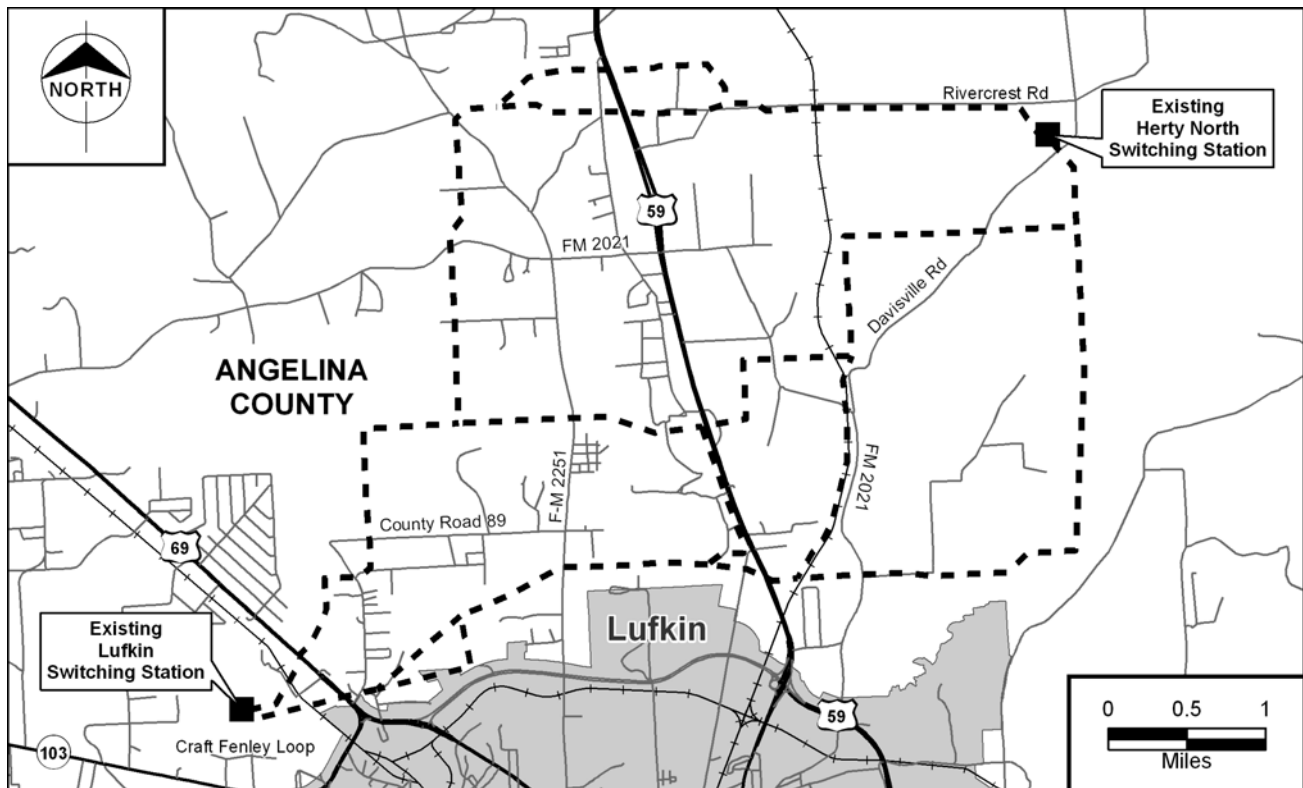 NORTH
Rivercrest Rd
Existing
Herty North
Switching Station
59
FM 2021
Davisville Rd
ANGELINA
COUNTY
F-M 2251
FM 2021
County Road 89
69
Existing
Lufkin
Switching Station
Lufkin
59
Craft Fenley Loop
103
0 0.5 1
Miles